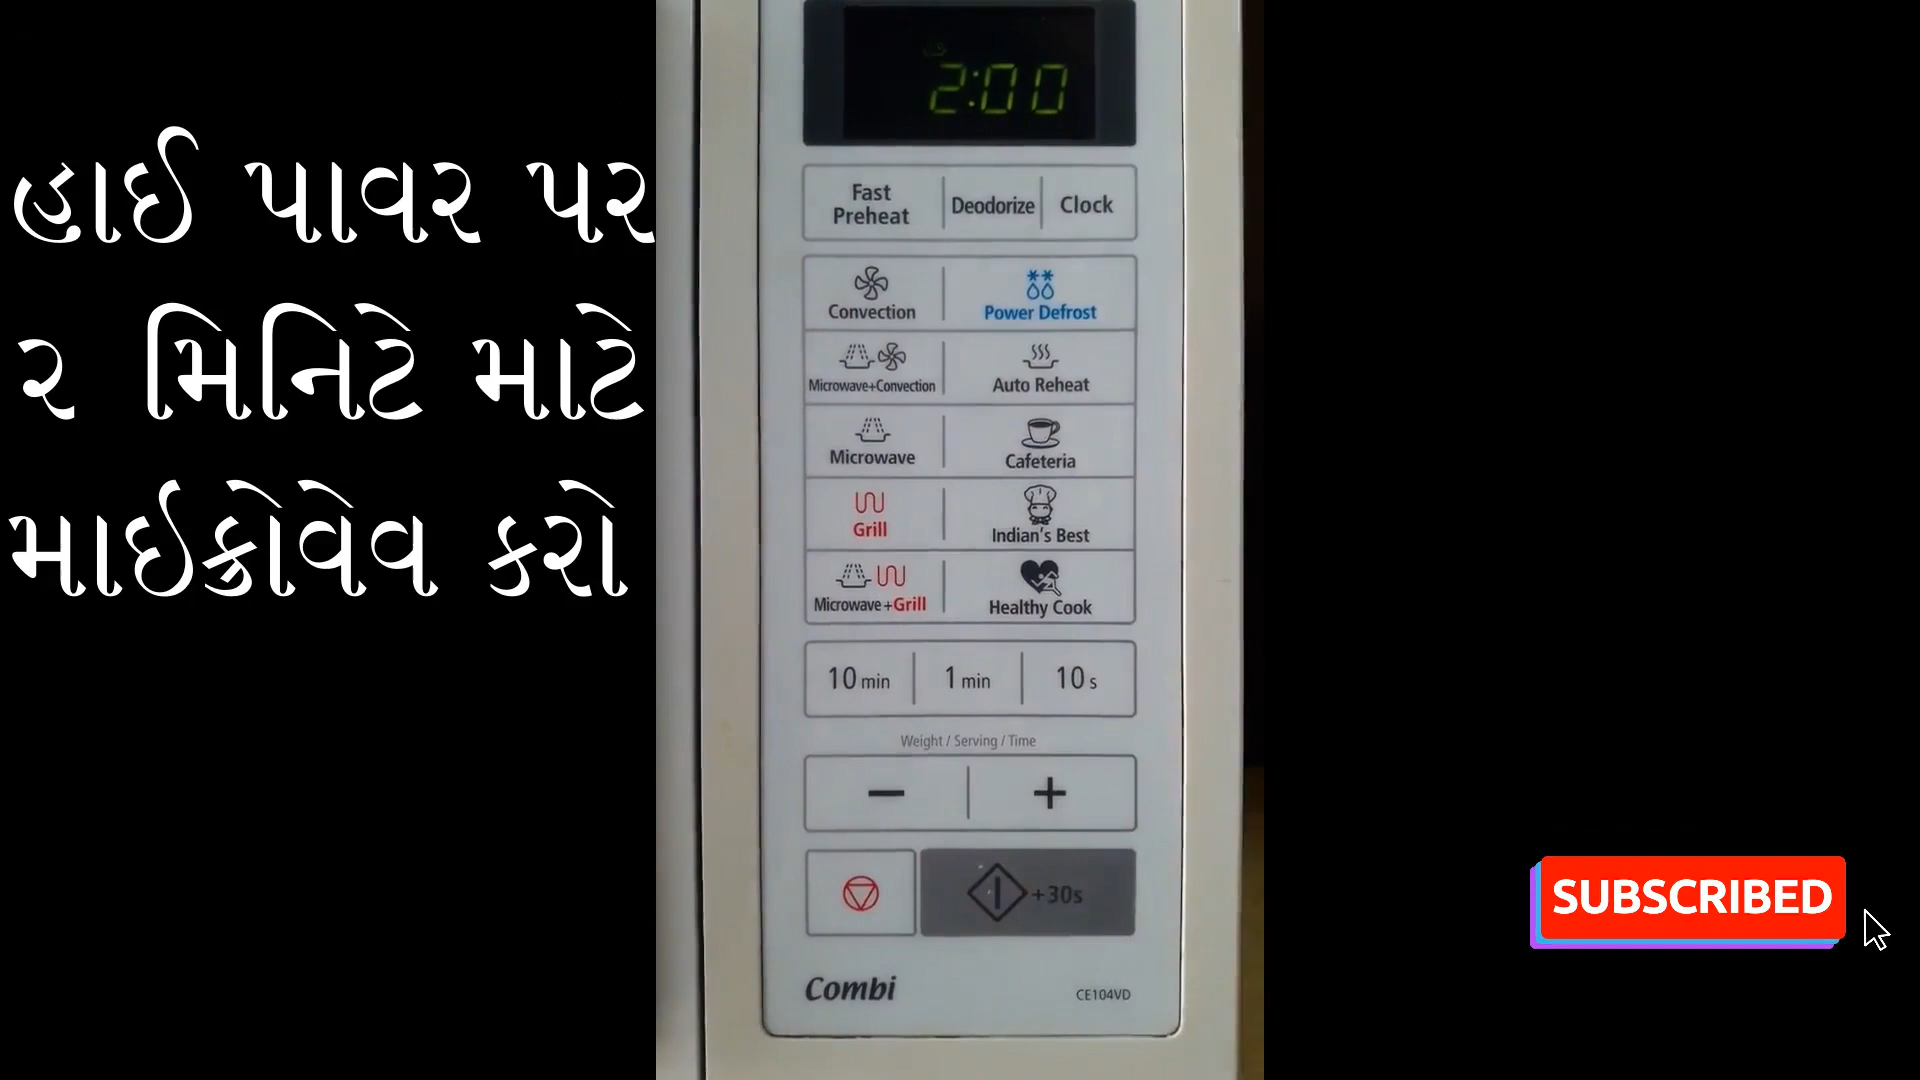 હાઈ પાવર પર
૨ મિનિટે માટે
માઈક્રોવેવ કરો
2:00
Fast Preheat
Deodorize
Clock
Convection
Power Defrost
Microwave+Convection
Auto Reheat
Microwave
Cafeteria
Grill
Indian's Best
Microwave+Grill
Healthy Cook
10 min
1 min
10 s
Weight / Serving / Time
− +
+30s
Combi
CE104VD
SUBSCRIBED